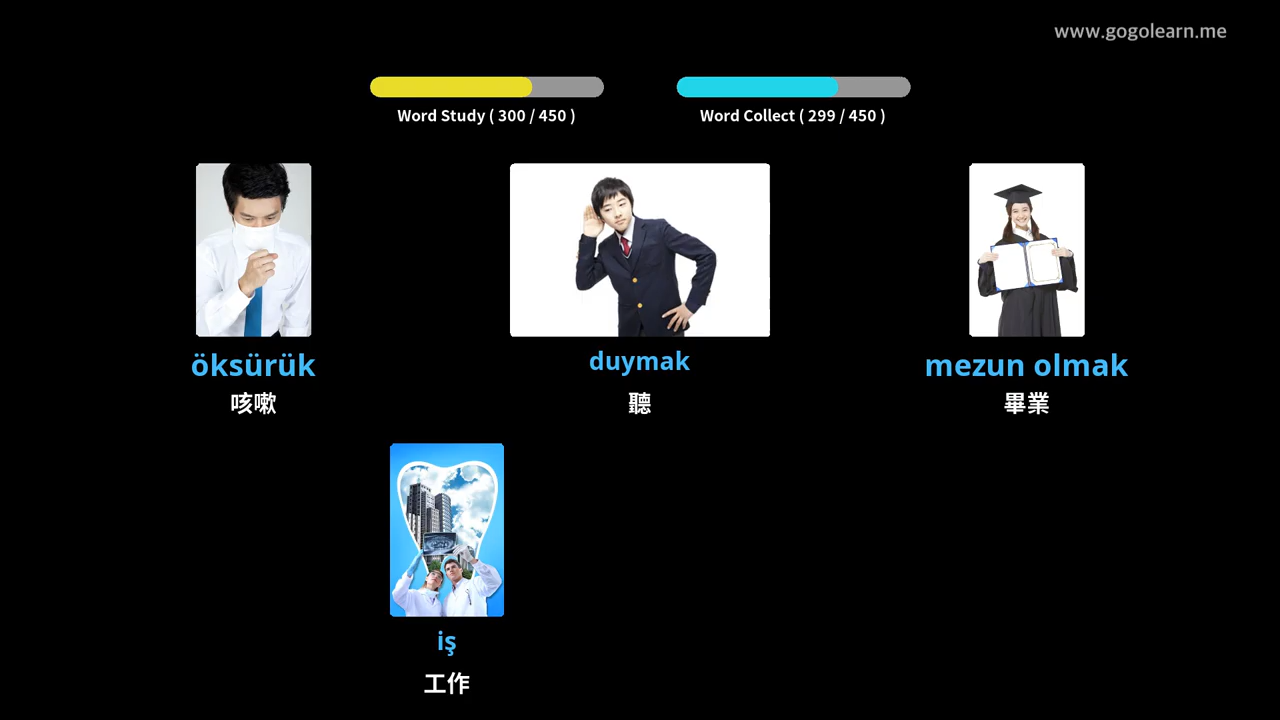 www.gogolearn.me
Word Study ( 300 / 450 )
Word Collect ( 299 / 450 )
öksürük
咳嗽
duymak
聽
mezun olmak
畢業
iş
工作